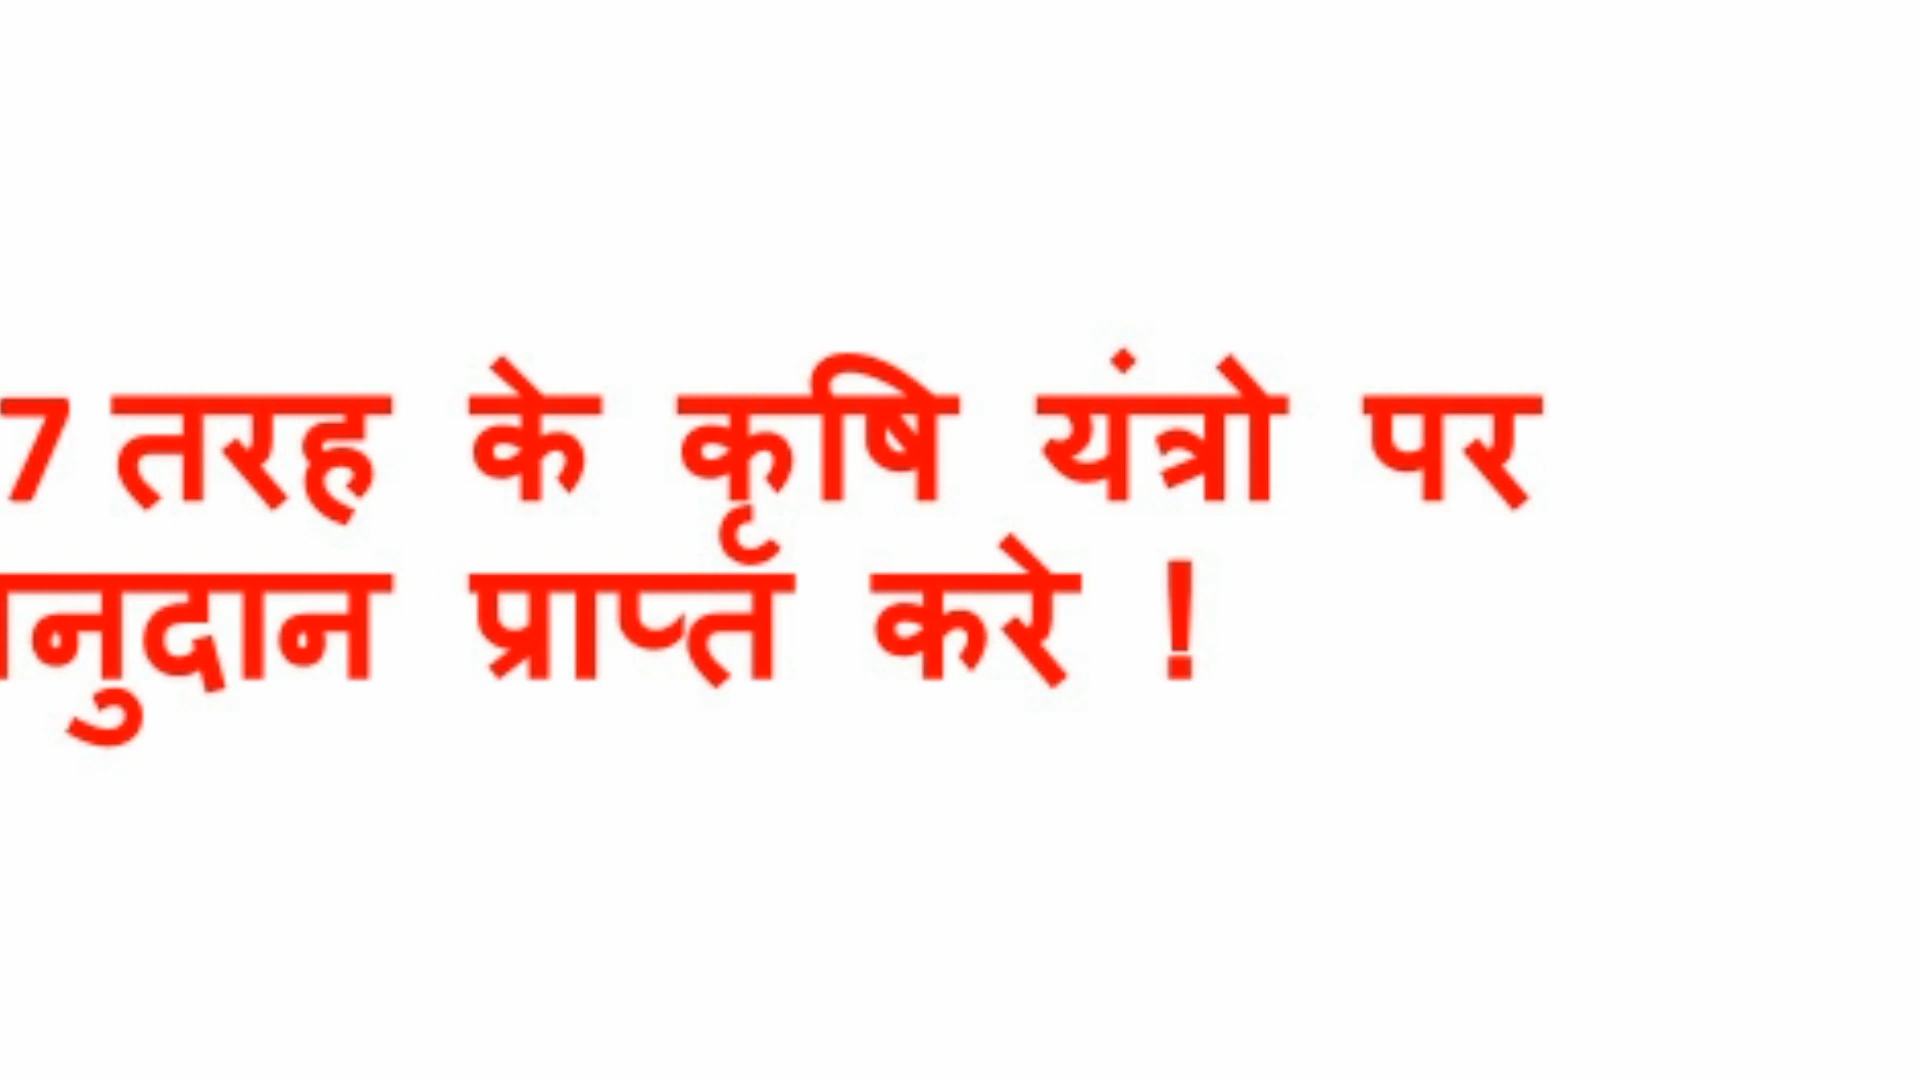 7 तरह के कृषि यंत्रो पर
नुदान प्राप्त करे !